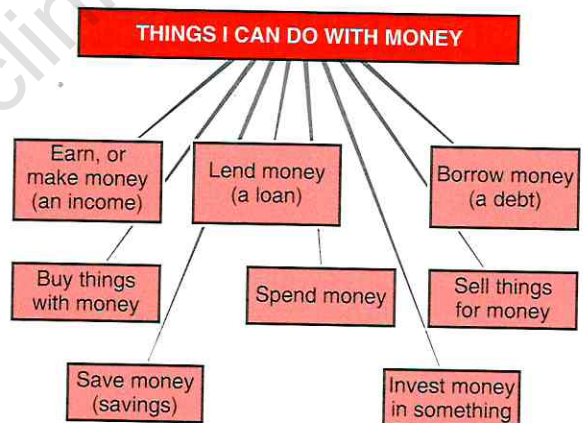 THINGS I CAN DO WITH MONEY
Earn, or
make money
(an income)
Lend money
(a loan)
Borrow money
(a debt)
Buy things
with money
Spend money
Sell things
for money
Save money
(savings)
Invest money
in something